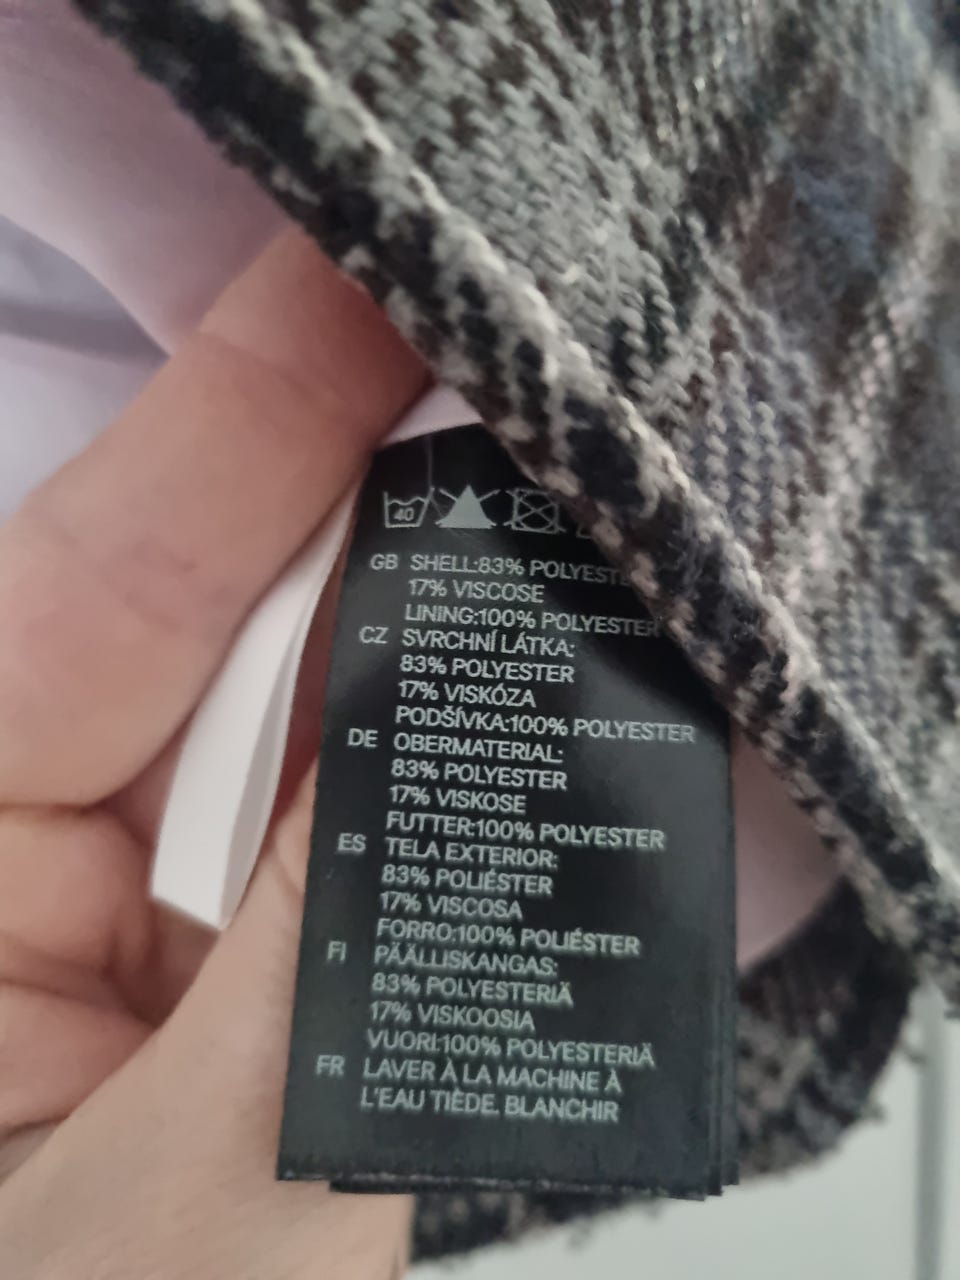 40
GB SHELL:83% POLYESTE
17% VISCOSE
LINING:100% POLYESTER
CZ SVRCHNÍ LÁTKA:
83% POLYESTER
17% VISKÓZA
PODŠÍVKA:100% POLYESTER
DE OBERMATERIAL:
83% POLYESTER
17% VISKOSE
FUTTER:100% POLYESTER
ES TELA EXTERIOR:
83% POLIÉSTER
17% VISCOSA
FORRO:100% POLIÉSTER
FI PÄÄLLISKANGAS:
83% POLYESTERIÄ
17% VISKOOSIA
VUORI:100% POLYESTERIÄ
FR LAVER À LA MACHINE À
L'EAU TIÈDE. BLANCHIR